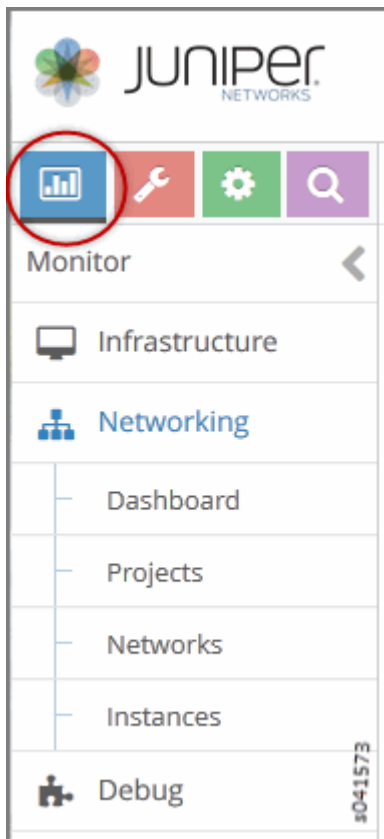 JUNIPER
NETWORKS
Monitor
Infrastructure
Networking
Dashboard
Projects
Networks
Instances
Debug
s041573